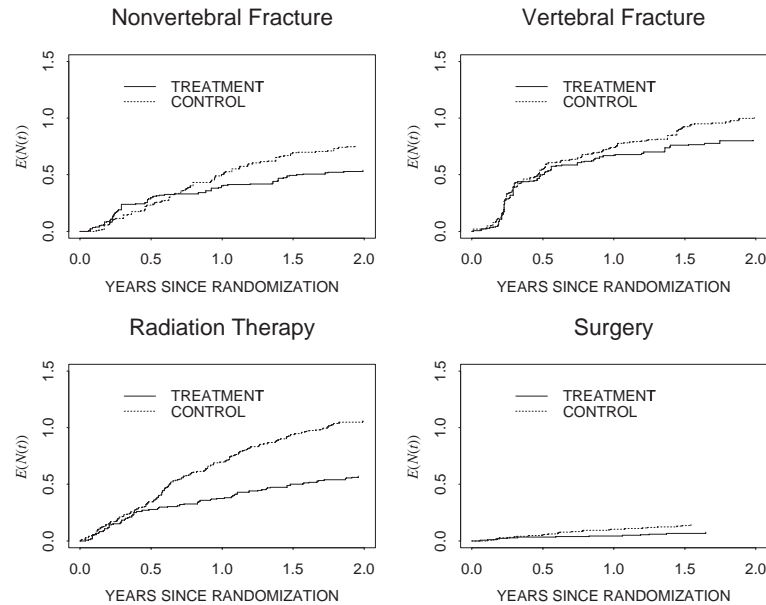 Nonvertebral Fracture
E(N(t))
1.5
1.0
0.5
0.0
TREATMENT
CONTROL
0.0 0.5 1.0 1.5 2.0
YEARS SINCE RANDOMIZATION
Vertebral Fracture
E(N(t))
1.5
1.0
0.5
0.0
TREATMENT
CONTROL
0.0 0.5 1.0 1.5 2.0
YEARS SINCE RANDOMIZATION
Radiation Therapy
E(N(t))
1.5
1.0
0.5
0.0
TREATMENT
CONTROL
0.0 0.5 1.0 1.5 2.0
YEARS SINCE RANDOMIZATION
Surgery
E(N(t))
1.5
1.0
0.5
0.0
TREATMENT
CONTROL
0.0 0.5 1.0 1.5 2.0
YEARS SINCE RANDOMIZATION